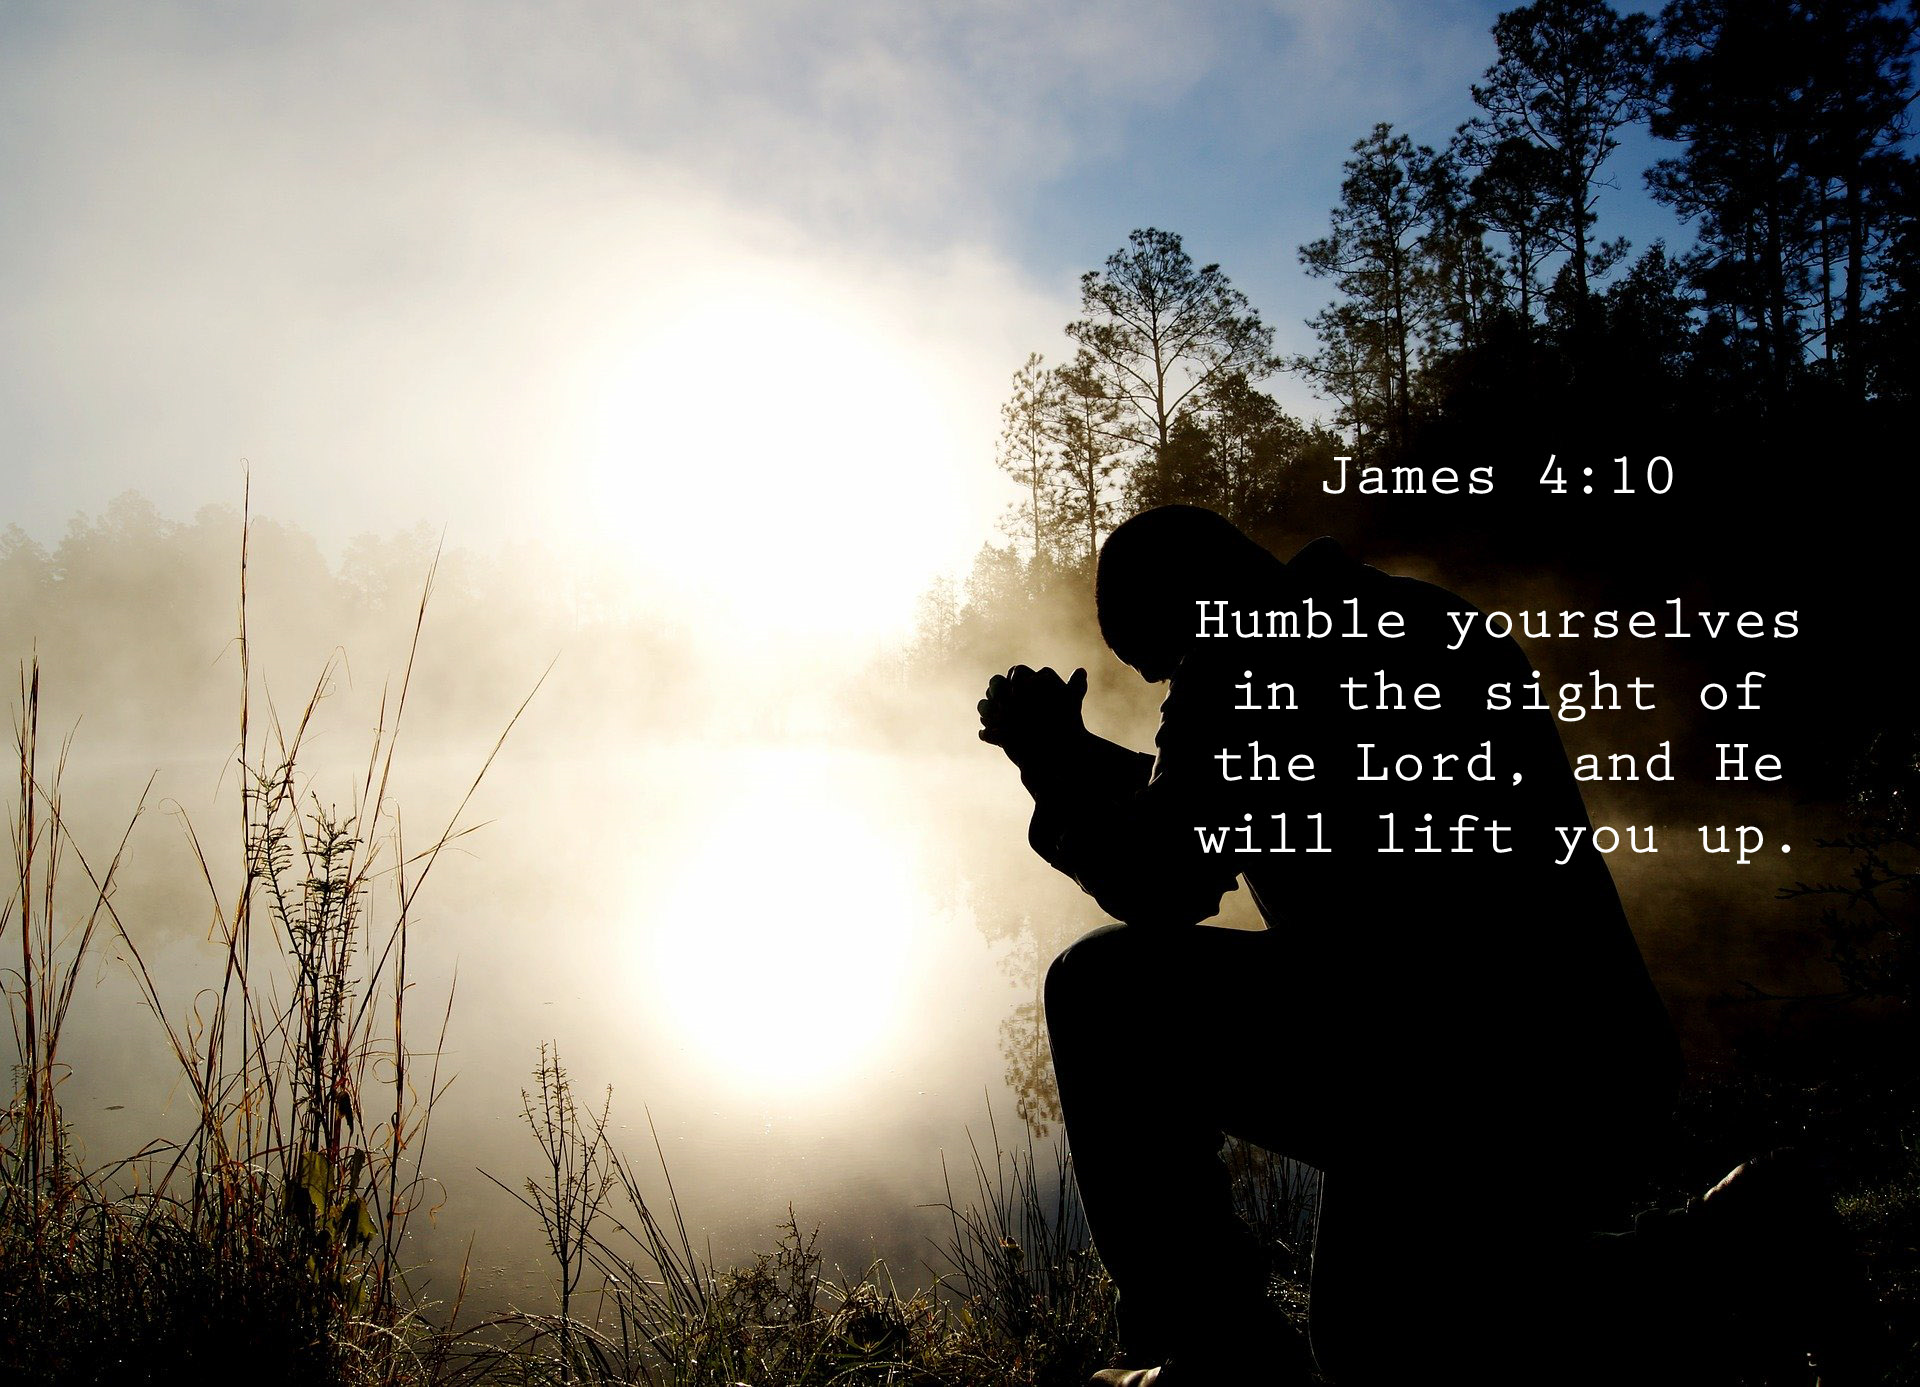 James 4:10
Humble yourselves
in the sight of
the Lord, and He
will lift you up.